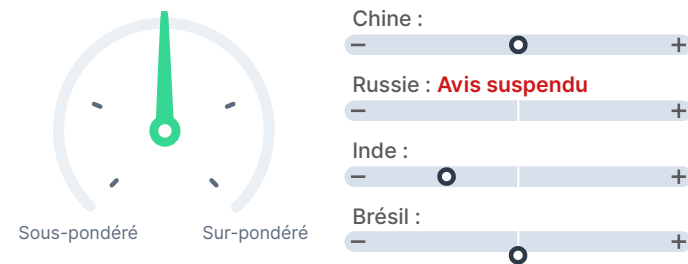 Sous-pondéré
Sur-pondéré
Chine :
− +
Russie : Avis suspendu
− +
Inde :
− +
Brésil :
− +